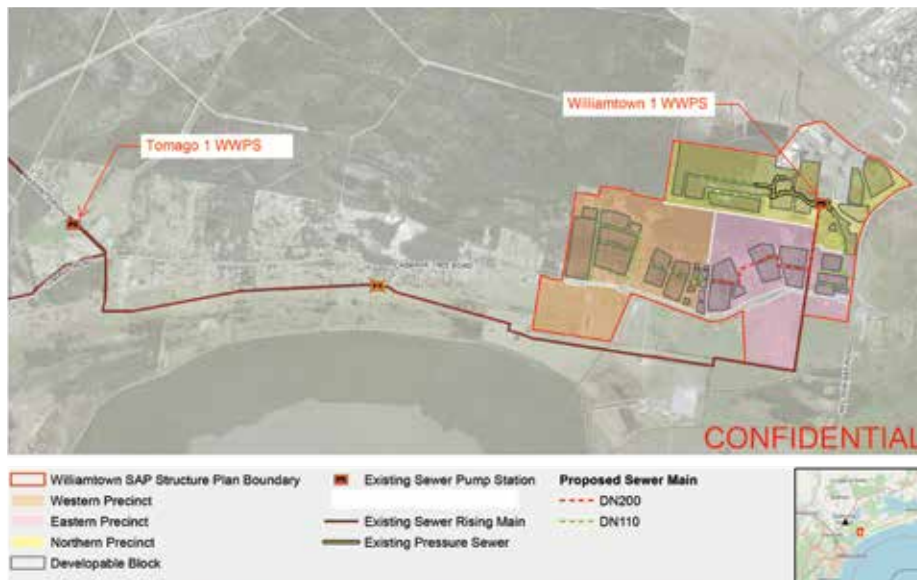 Williamtown 1 WWPS
Tomago 1 WWPS
CONFIDENTIAL
Williamtown SAP Structure Plan Boundary
Western Precinct
Eastern Precinct
Northern Precinct
Developable Block
Existing Sewer Pump Station
Existing Sewer Rising Main
Existing Pressure Sewer
Proposed Sewer Main
DN200
DN110